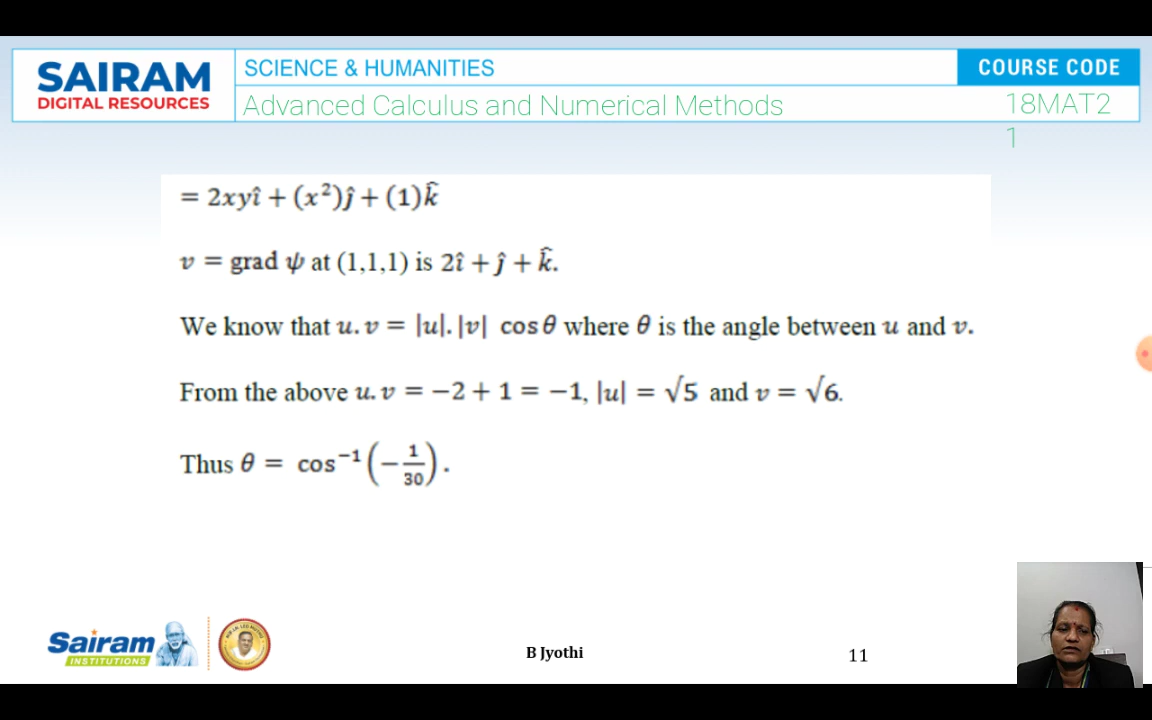 SAIRAM
DIGITAL RESOURCES
SCIENCE & HUMANITIES
COURSE CODE
Advanced Calculus and Numerical Methods
18MAT2
1
= 2xyî + (x²)ĵ + (1)k̂
v = grad ψ at (1,1,1) is 2î + ĵ + k̂.
We know that u. v = |u|. |v| cos θ where θ is the angle between u and v.
From the above u. v = −2 + 1 = −1, |u| = √5 and v = √6.
Thus θ = cos⁻¹(−1/30).
Sairam
INSTITUTIONS
B Jyothi
11